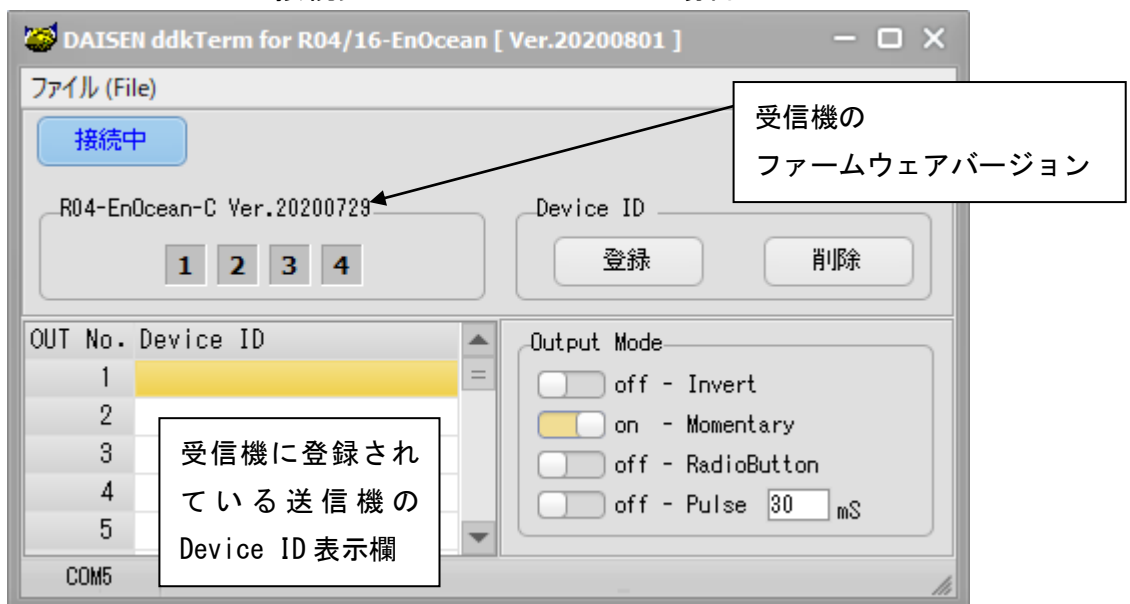 DAISEN ddkTerm for R04/16-EnOcean [ Ver.20200801 ]
ファイル (File)
接続中
受信機の
ファームウェアバージョン
R04-EnOcean-C Ver.20200729
1 2 3 4
Device ID
登録 削除
OUT No. Device ID
1
2
3
4
5
受信機に登録され
ている送信機の
Device ID 表示欄
Output Mode
off - Invert
on - Momentary
off - RadioButton
off - Pulse 30 mS
COM5